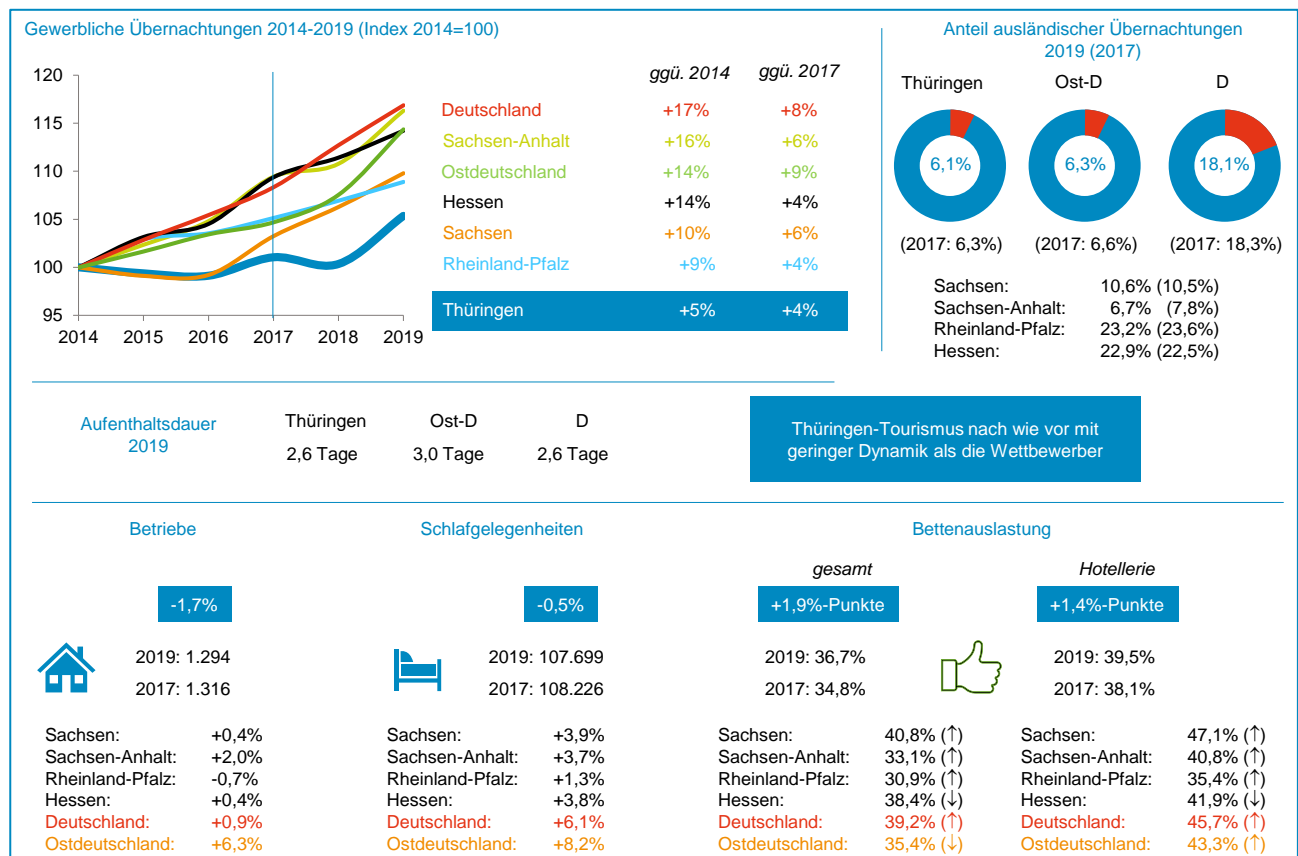 Gewerbliche Übernachtungen 2014-2019 (Index 2014=100)
120
115
110
105
100
95
2014 2015 2016 2017 2018 2019
ggü. 2014 ggü. 2017
Deutschland +17% +8%
Sachsen-Anhalt +16% +6%
Ostdeutschland +14% +9%
Hessen +14% +4%
Sachsen +10% +6%
Rheinland-Pfalz +9% +4%
Thüringen +5% +4%
Anteil ausländischer Übernachtungen
2019 (2017)
Thüringen Ost-D D
6,1% 6,3% 18,1%
(2017: 6,3%) (2017: 6,6%) (2017: 18,3%)
Sachsen: 10,6% (10,5%)
Sachsen-Anhalt: 6,7% (7,8%)
Rheinland-Pfalz: 23,2% (23,6%)
Hessen: 22,9% (22,5%)
Aufenthaltsdauer
2019
Thüringen Ost-D D
2,6 Tage 3,0 Tage 2,6 Tage
Thüringen-Tourismus nach wie vor mit
geringer Dynamik als die Wettbewerber
Betriebe
-1,7%
2019: 1.294
2017: 1.316
Sachsen: +0,4%
Sachsen-Anhalt: +2,0%
Rheinland-Pfalz: -0,7%
Hessen: +0,4%
Deutschland: +0,9%
Ostdeutschland: +6,3%
Schlafgelegenheiten
-0,5%
2019: 107.699
2017: 108.226
Sachsen: +3,9%
Sachsen-Anhalt: +3,7%
Rheinland-Pfalz: +1,3%
Hessen: +3,8%
Deutschland: +6,1%
Ostdeutschland: +8,2%
Bettenauslastung
gesamt
+1,9%-Punkte
2019: 36,7%
2017: 34,8%
Sachsen: 40,8% (↑)
Sachsen-Anhalt: 33,1% (↑)
Rheinland-Pfalz: 30,9% (↑)
Hessen: 38,4% (↓)
Deutschland: 39,2% (↑)
Ostdeutschland: 35,4% (↓)
Hotellerie
+1,4%-Punkte
2019: 39,5%
2017: 38,1%
Sachsen: 47,1% (↑)
Sachsen-Anhalt: 40,8% (↑)
Rheinland-Pfalz: 35,4% (↑)
Hessen: 41,9% (↓)
Deutschland: 45,7% (↑)
Ostdeutschland: 43,3% (↑)